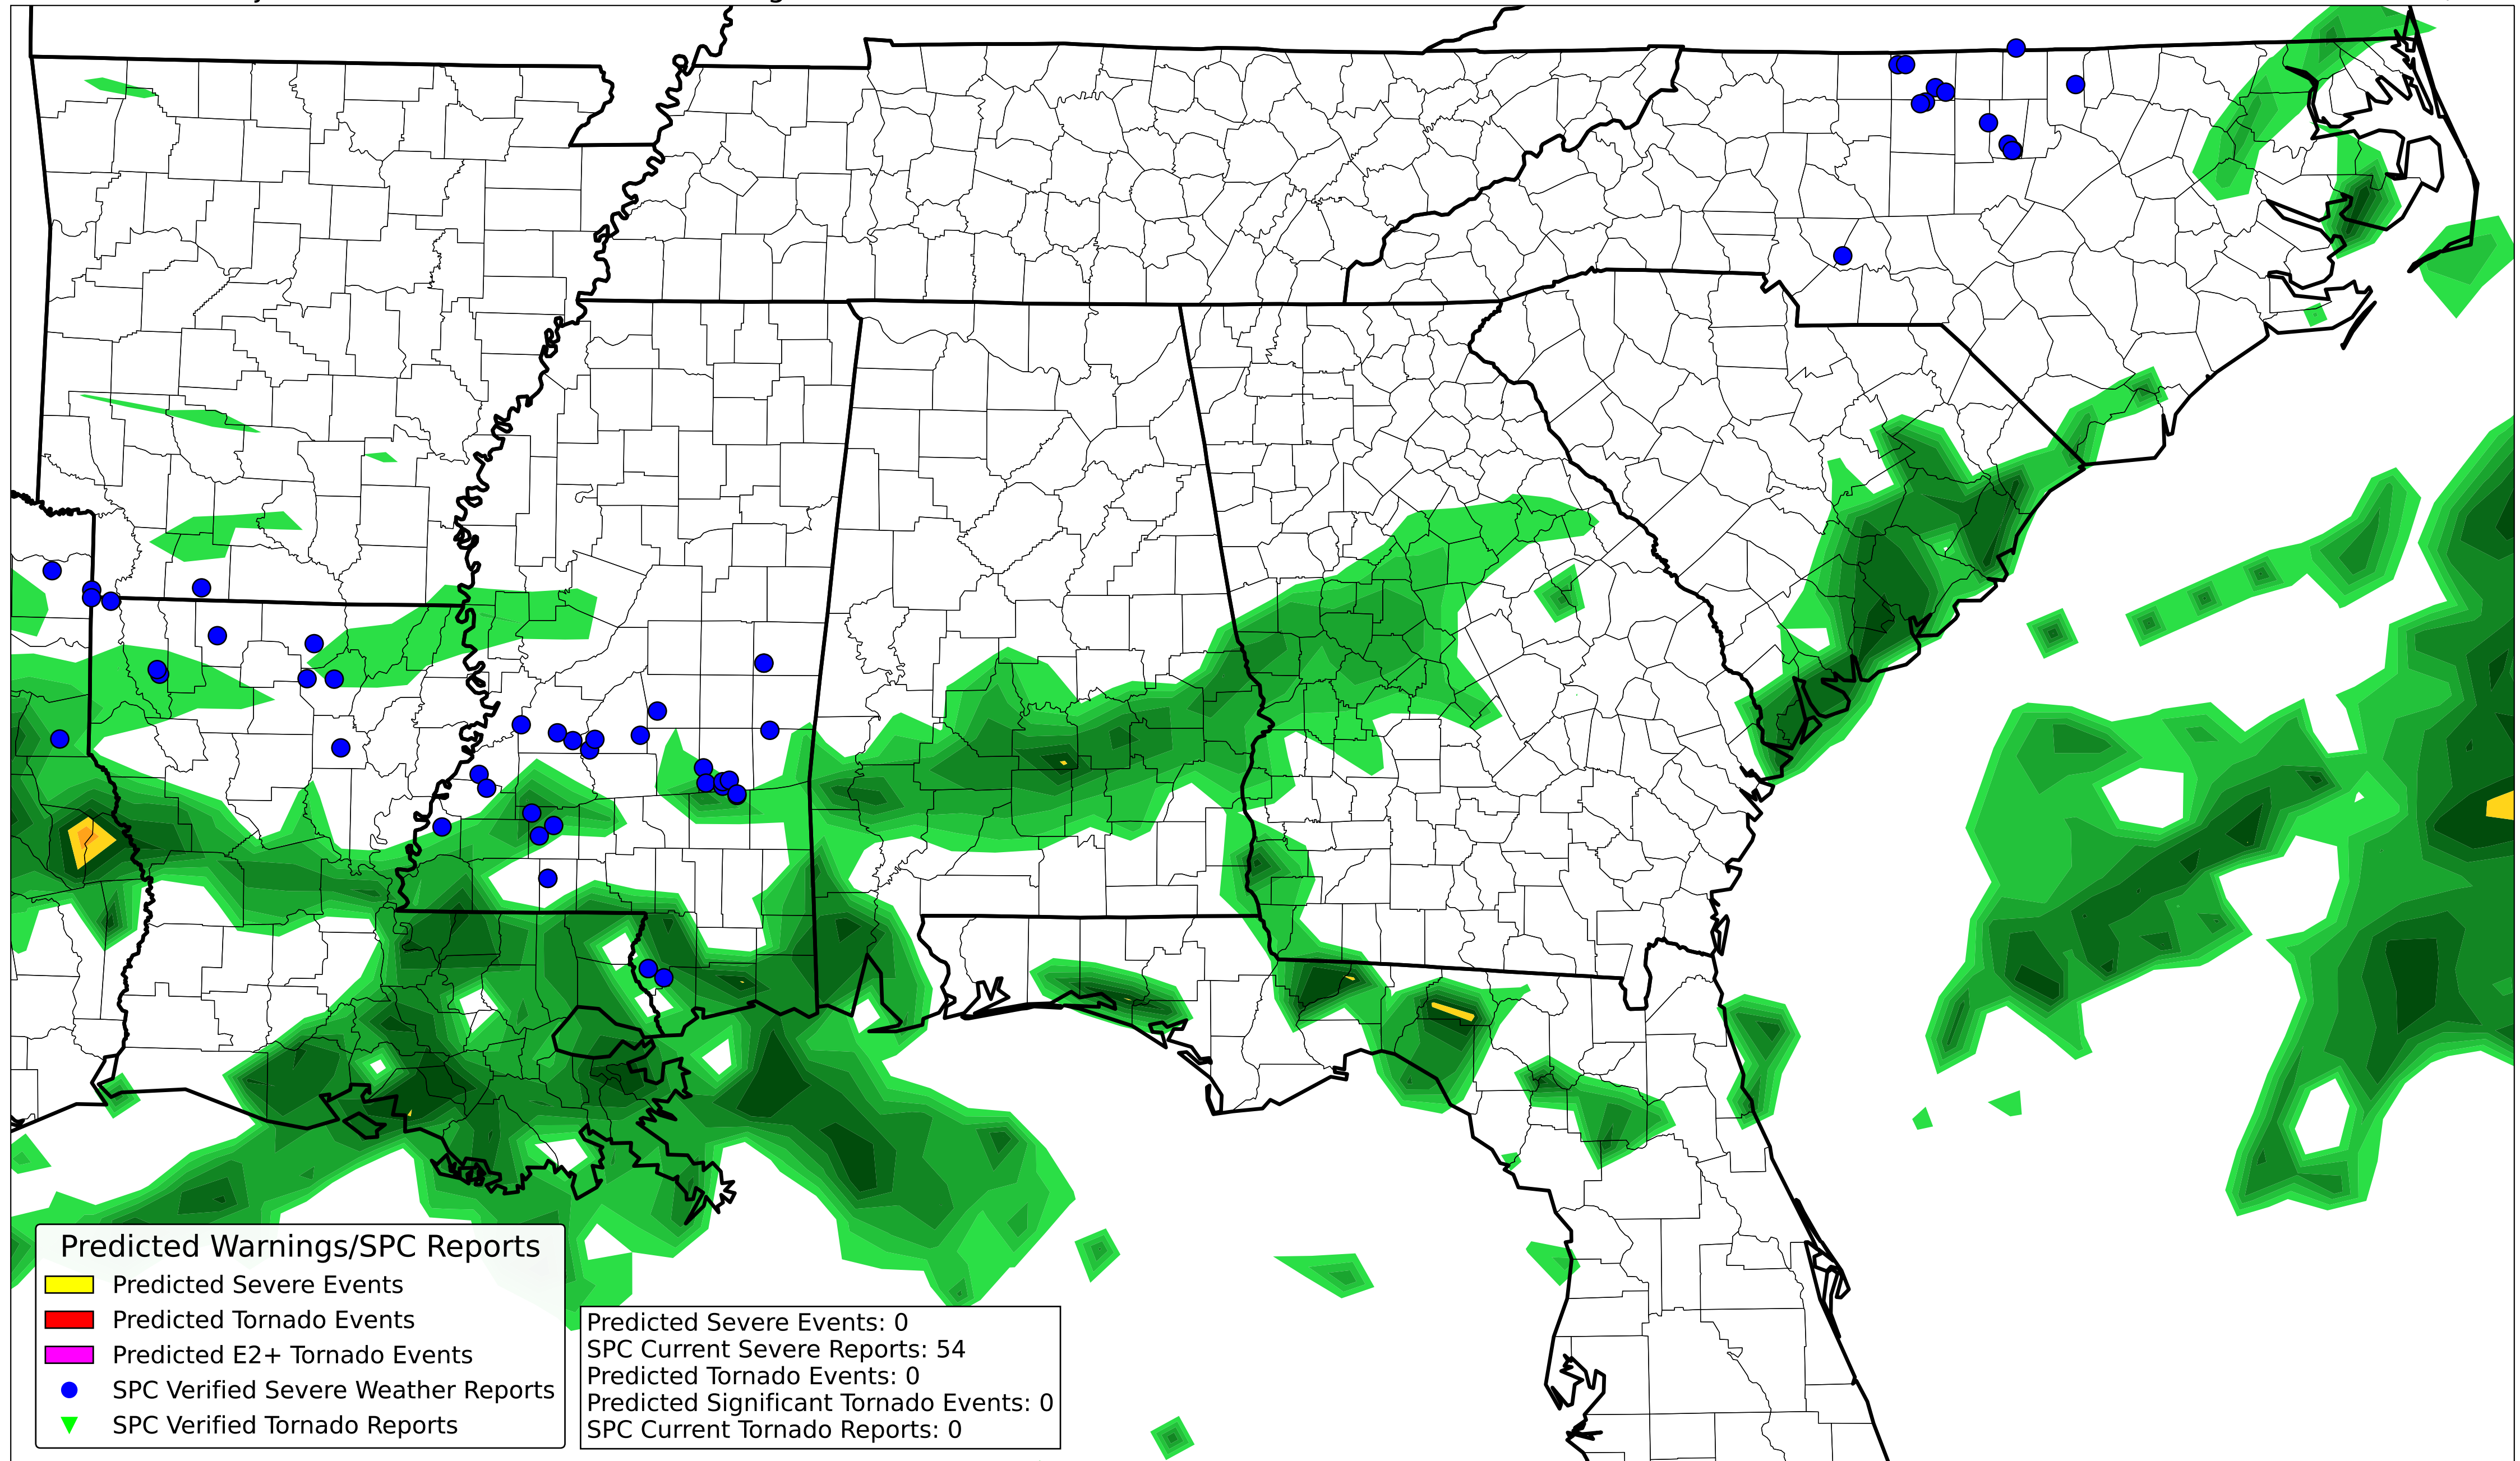 Predicted Warnings/SPC Reports
Predicted Severe Events
Predicted Tornado Events
Predicted E2+ Tornado Events
SPC Verified Severe Weather Reports
SPC Verified Tornado Reports
Predicted Severe Events: 0
SPC Current Severe Reports: 54
Predicted Tornado Events: 0
Predicted Significant Tornado Events: 0
SPC Current Tornado Reports: 0